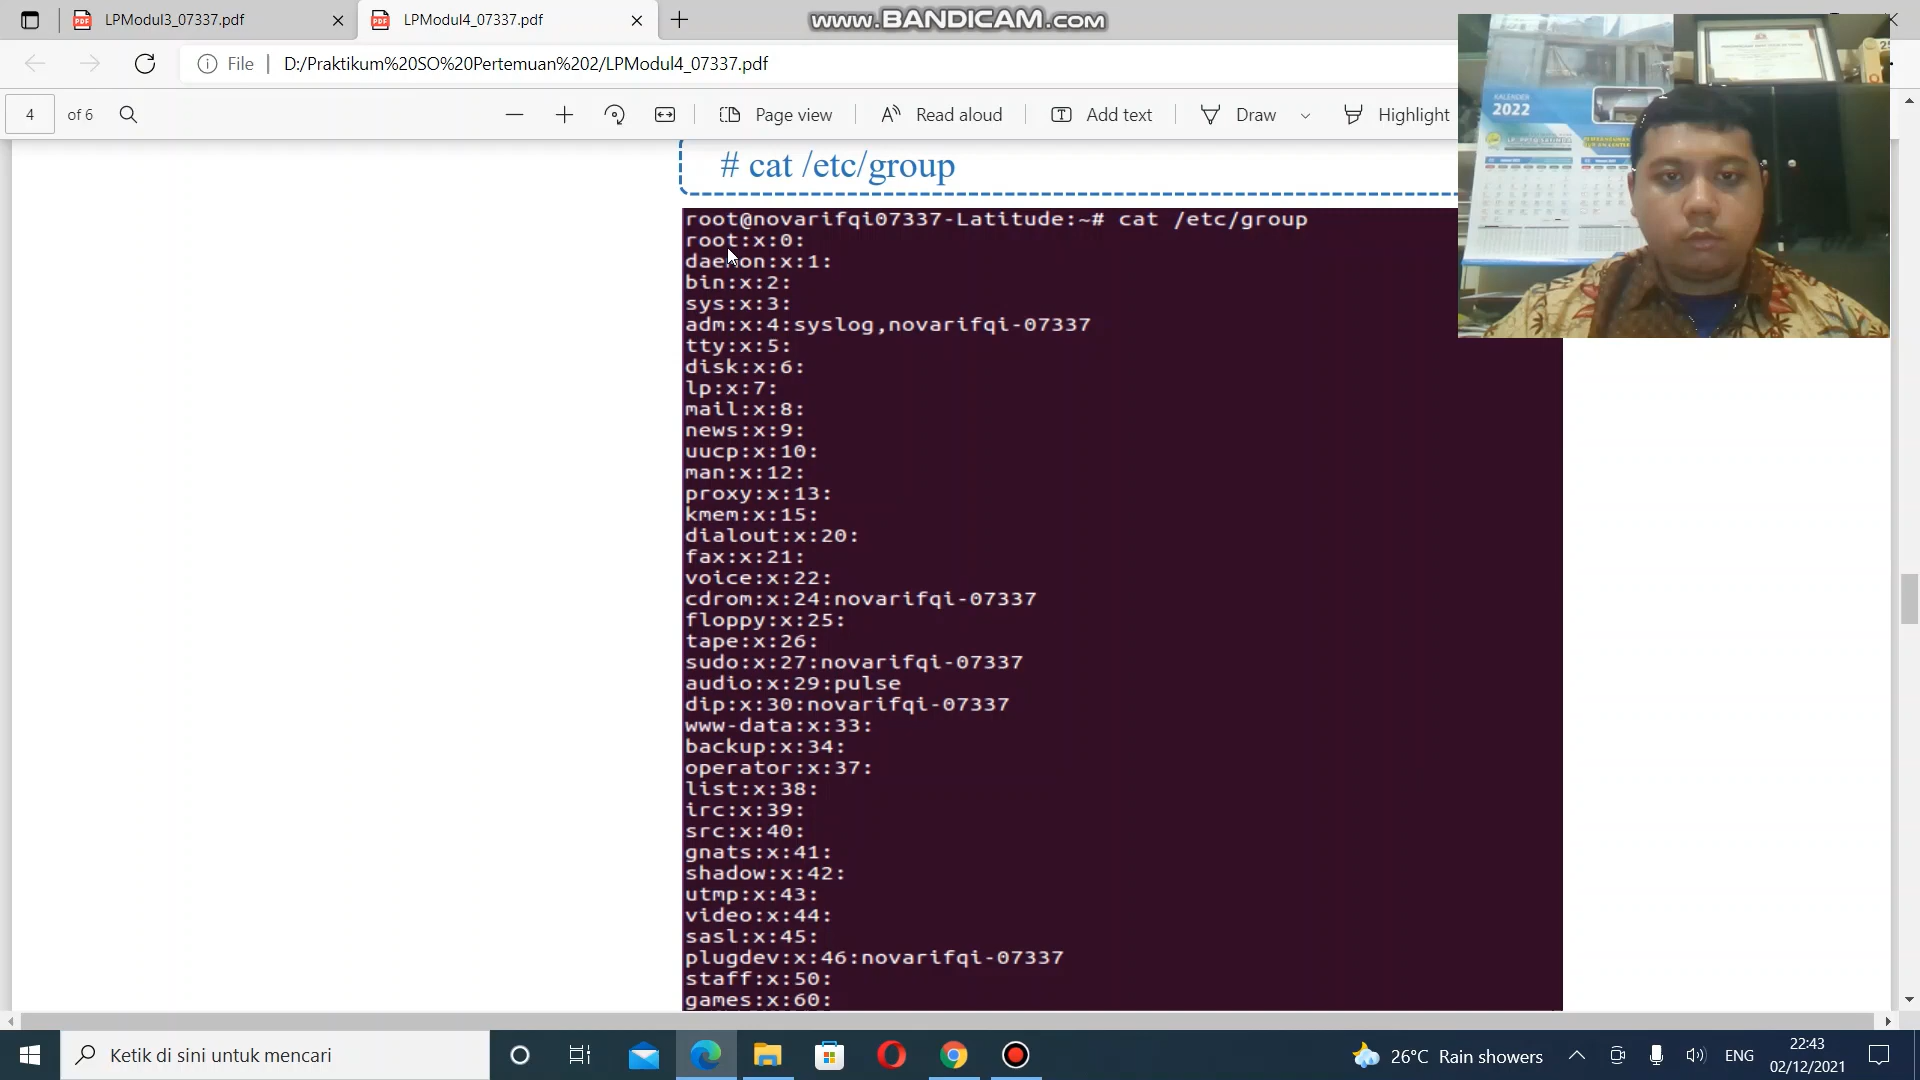 LPModul3_07337.pdf
LPModul4_07337.pdf
www.BANDICAM.com
File
D:/Praktikum%20SO%20Pertemuan%202/LPModul4_07337.pdf
4 of 6
Page view
Read aloud
Add text
Draw
Highlight
KALENDER
2022
# cat /etc/group
root@novarifqi07337-Latitude:~# cat /etc/group
root:x:0:
daemon:x:1:
bin:x:2:
sys:x:3:
adm:x:4:syslog,novarifqi-07337
tty:x:5:
disk:x:6:
lp:x:7:
mail:x:8:
news:x:9:
uucp:x:10:
man:x:12:
proxy:x:13:
kmem:x:15:
dialout:x:20:
fax:x:21:
voice:x:22:
cdrom:x:24:novarifqi-07337
floppy:x:25:
tape:x:26:
sudo:x:27:novarifqi-07337
audio:x:29:pulse
dip:x:30:novarifqi-07337
www-data:x:33:
backup:x:34:
operator:x:37:
list:x:38:
irc:x:39:
src:x:40:
gnats:x:41:
shadow:x:42:
utmp:x:43:
video:x:44:
sasl:x:45:
plugdev:x:46:novarifqi-07337
staff:x:50:
games:x:60:
Ketik di sini untuk mencari
26°C Rain showers
ENG
22:43
02/12/2021